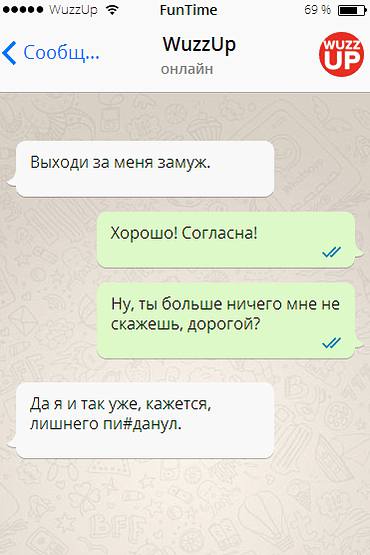 WuzzUp
FunTime
69 %
Сообщ...
WuzzUp
онлайн
WUZZ
UP
Выходи за меня замуж.
Хорошо! Согласна!
Ну, ты больше ничего мне не
скажешь, дорогой?
Да я и так уже, кажется,
лишнего пи#данул.